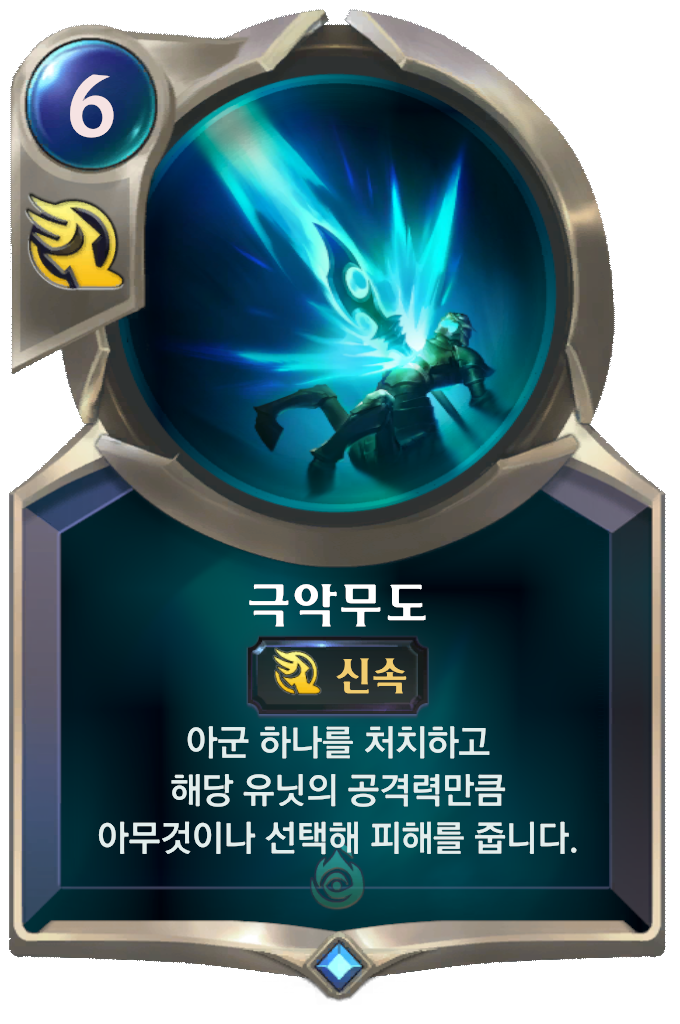 6
극악무도
신속
아군 하나를 처치하고
해당 유닛의 공격력만큼
아무것이나 선택해 피해를 줍니다.